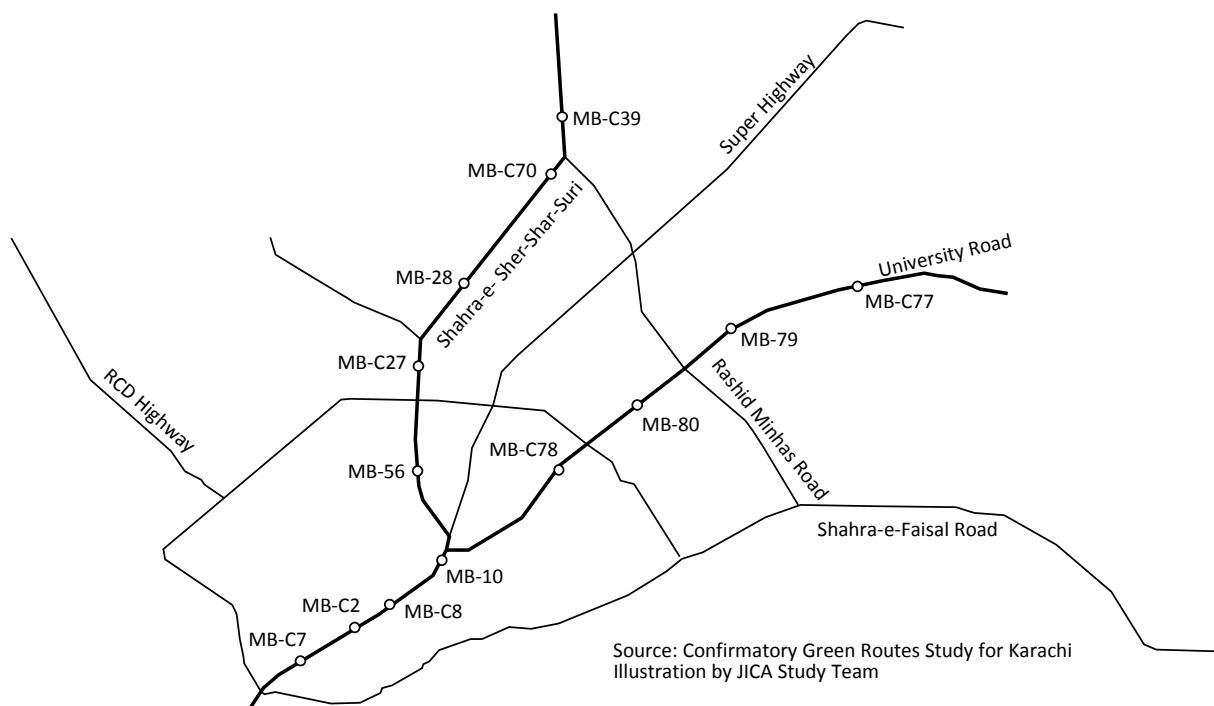 MB-C39
Super Highway
MB-C70
Shahra-e- Sher-Shar-Suri
University Road
MB-28
MB-C77
MB-79
MB-C27
RCD Highway
Rashid Minhas Road
MB-80
MB-C78
MB-56
Shahra-e-Faisal Road
MB-10
MB-C2
MB-C8
MB-C7
Source: Confirmatory Green Routes Study for Karachi
Illustration by JICA Study Team